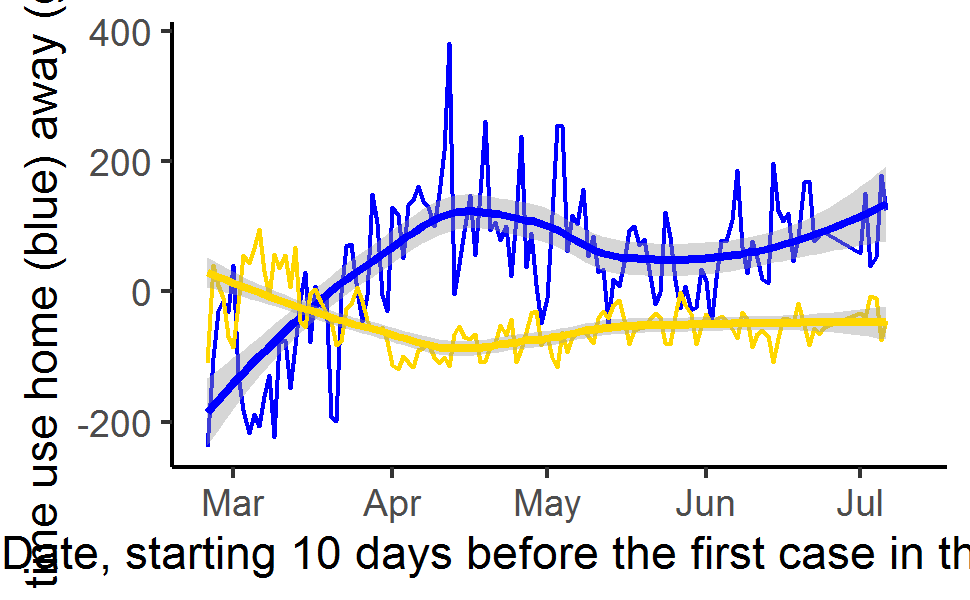 time use home (blue) away (
400
200
0
-200
Mar Apr May Jun Jul
Date, starting 10 days before the first case in th